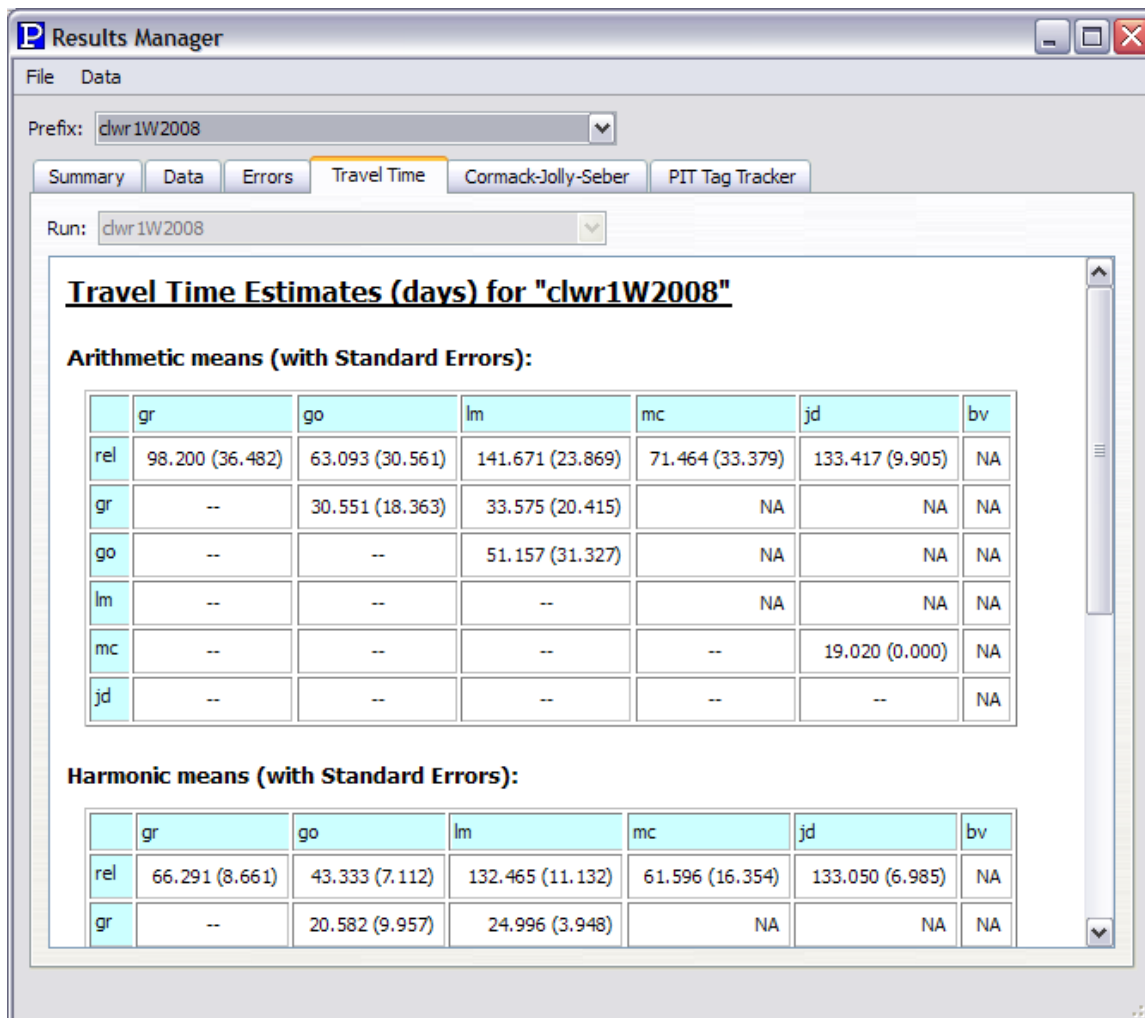 P Results Manager
File Data
Prefix: clwr1W2008
Summary Data Errors Travel Time Cormack-Jolly-Seber PIT Tag Tracker
Run: clwr1W2008
Travel Time Estimates (days) for "clwr1W2008"
Arithmetic means (with Standard Errors):
gr go lm mc jd bv
rel 98.200 (36.482) 63.093 (30.561) 141.671 (23.869) 71.464 (33.379) 133.417 (9.905) NA
gr -- 30.551 (18.363) 33.575 (20.415) NA NA NA
go -- -- 51.157 (31.327) NA NA NA
lm -- -- -- NA NA NA
mc -- -- -- -- 19.020 (0.000) NA
jd -- -- -- -- -- NA
Harmonic means (with Standard Errors):
gr go lm mc jd bv
rel 66.291 (8.661) 43.333 (7.112) 132.465 (11.132) 61.596 (16.354) 133.050 (6.985) NA
gr -- 20.582 (9.957) 24.996 (3.948) NA NA NA